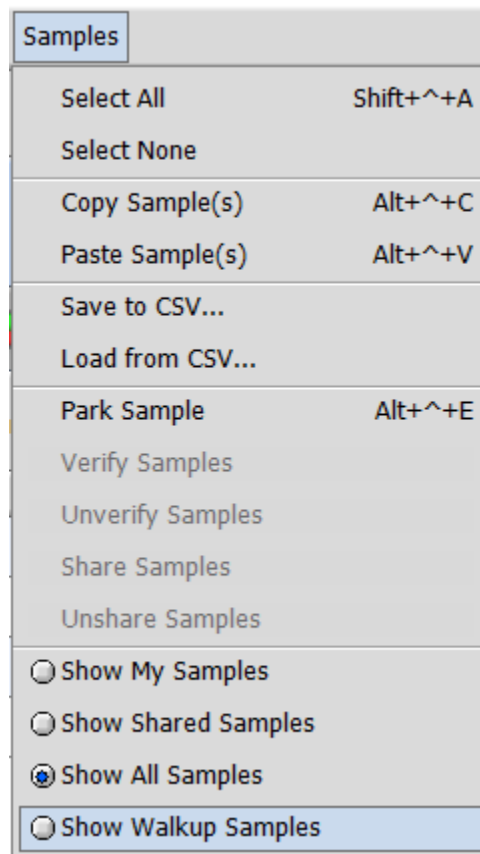 Samples
Select All Shift+^+A
Select None
Copy Sample(s) Alt+^+C
Paste Sample(s) Alt+^+V
Save to CSV...
Load from CSV...
Park Sample Alt+^+E
Verify Samples
Unverify Samples
Share Samples
Unshare Samples
Show My Samples
Show Shared Samples
Show All Samples
Show Walkup Samples